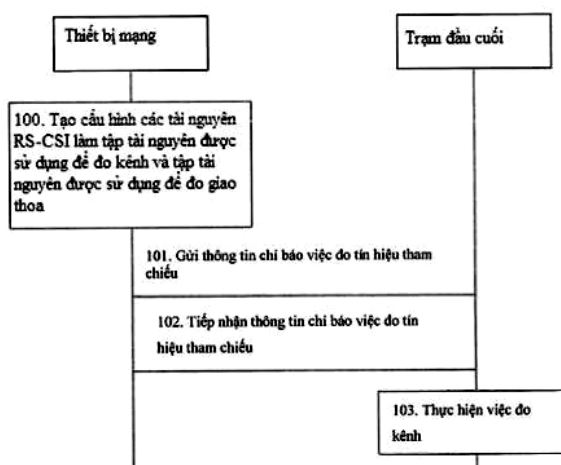 Thiết bị mạng
Trạm đầu cuối
100. Tạo cấu hình các tài nguyên
RS-CSI làm tập tài nguyên được
sử dụng để đo kênh và tập tài
nguyên được sử dụng để đo giao
thoa
101. Gửi thông tin chỉ báo việc đo tín hiệu tham
chiếu
102. Tiếp nhận thông tin chỉ báo việc đo tín
hiệu tham chiếu
103. Thực hiện việc đo
kênh